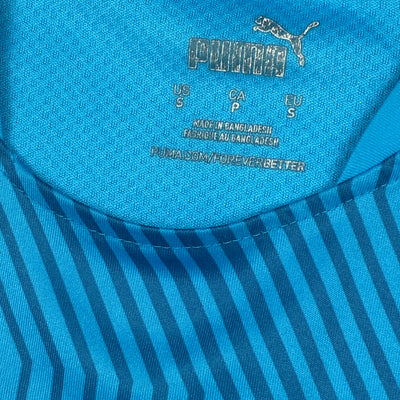 PUMA
US CA EU
S P S
MADE IN BANGLADESH
FABRIQUÉ AU BANGLADESH
PUMA.COM/FOREVERBETTER